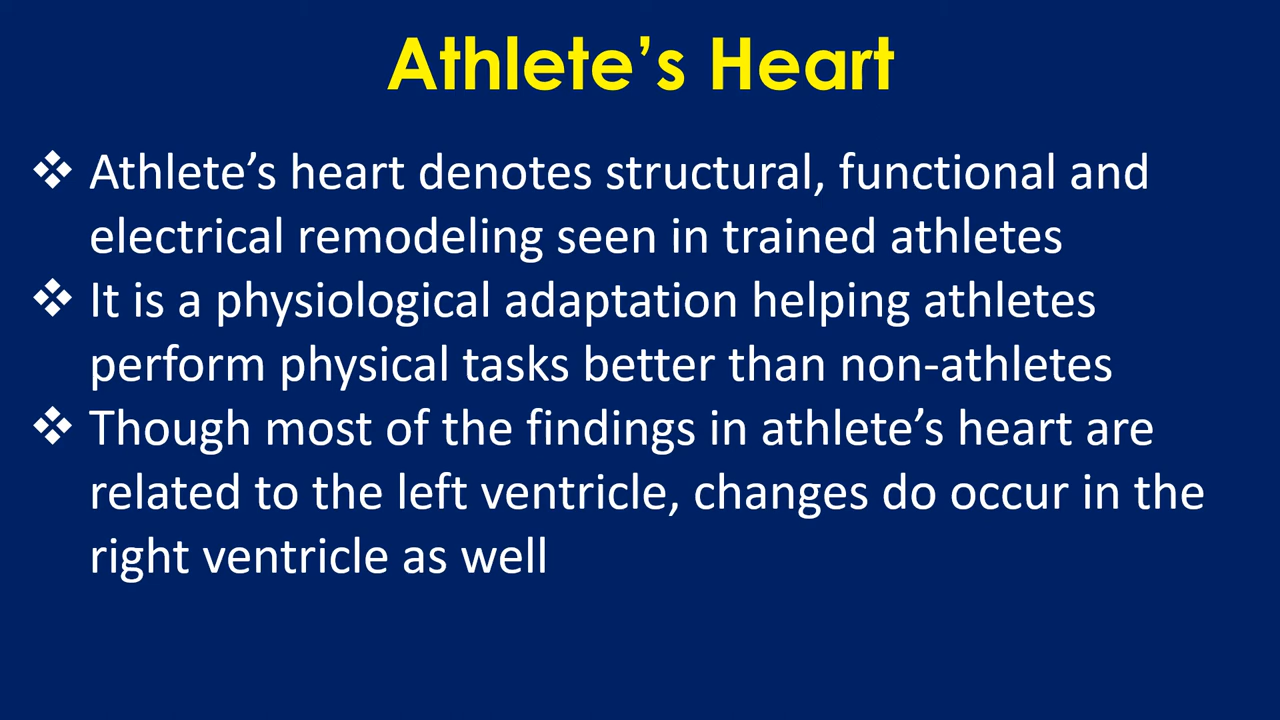 Athlete’s Heart
❖ Athlete’s heart denotes structural, functional and
electrical remodeling seen in trained athletes
❖ It is a physiological adaptation helping athletes
perform physical tasks better than non-athletes
❖ Though most of the findings in athlete’s heart are
related to the left ventricle, changes do occur in the
right ventricle as well